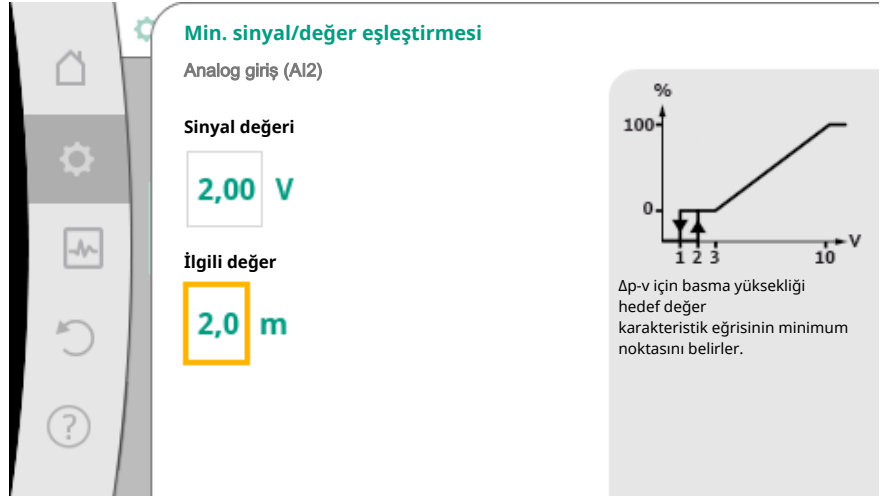 Min. sinyal/değer eşleştirmesi
Analog giriş (AI2)
Sinyal değeri
2,00 V
İlgili değer
2,0 m
%
100
0
1 2 3 10
V
Δp-v için basma yüksekliği
hedef değer
karakteristik eğrisinin minimum
noktasını belirler.
?